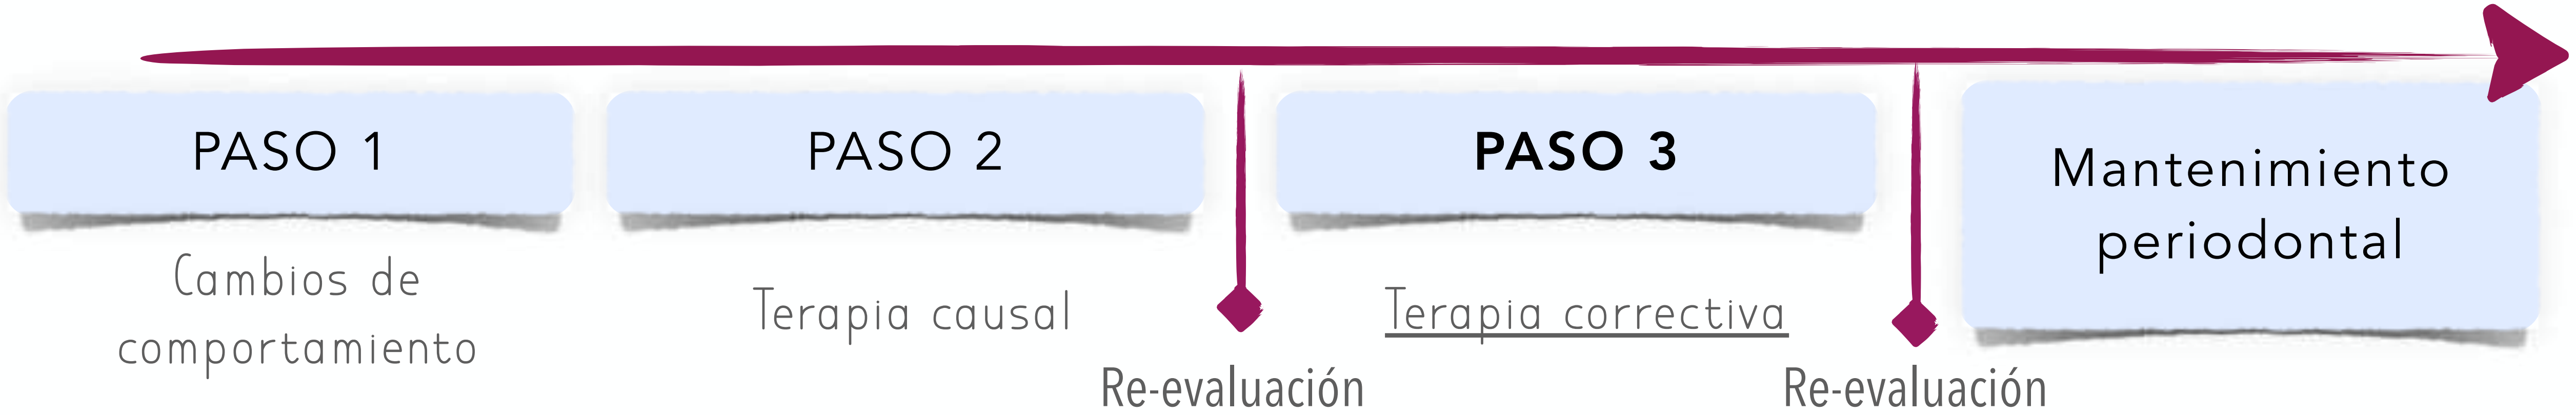 PASO 1
Cambios de
comportamiento
PASO 2
Terapia causal
Re-evaluación
PASO 3
Terapia correctiva
Re-evaluación
Mantenimiento
periodontal